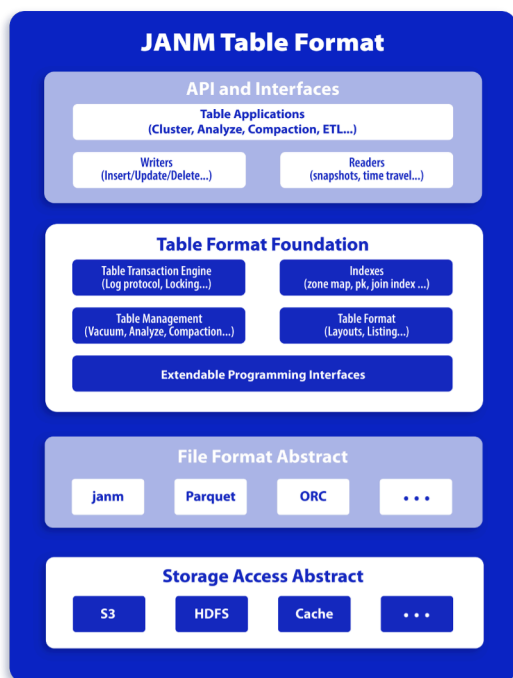 JANM Table Format
API and Interfaces
Table Applications
(Cluster, Analyze, Compaction, ETL...)
Writers
(Insert/Update/Delete...)
Readers
(snapshots, time travel...)
Table Format Foundation
Table Transaction Engine
(Log protocol, Locking...)
Indexes
(zone map, pk, join index ...)
Table Management
(Vacuum, Analyze, Compaction...)
Table Format
(Layouts, Listing...)
Extendable Programming Interfaces
File Format Abstract
janm
Parquet
ORC
• • •
Storage Access Abstract
S3
HDFS
Cache
• • •